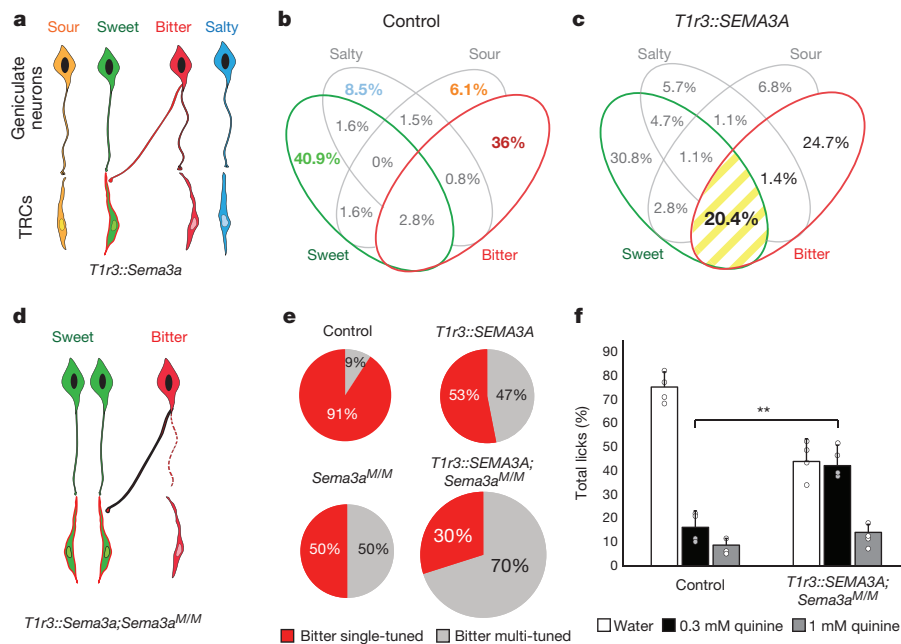 a
Sour Sweet Bitter Salty
Geniculate neurons
TRCs
T1r3::Sema3a
b
Control
Salty Sour
8.5% 6.1%
1.6% 1.5%
40.9% 36%
0% 0.8%
1.6% 2.8%
Sweet Bitter
c
T1r3::SEMA3A
Salty Sour
5.7% 6.8%
4.7% 1.1%
30.8% 24.7%
1.1% 1.4%
2.8% 20.4%
Sweet Bitter
d
Sweet Bitter
T1r3::Sema3a;Sema3aM/M
e
Control
9%
91%
T1r3::SEMA3A
53% 47%
Sema3aM/M
50% 50%
T1r3::SEMA3A;
Sema3aM/M
30%
70%
Bitter single-tuned Bitter multi-tuned
f
Total licks (%)
90
80
70
60
50
40
30
20
10
0
**
Control
T1r3::SEMA3A;
Sema3aM/M
Water 0.3 mM quinine 1 mM quinine